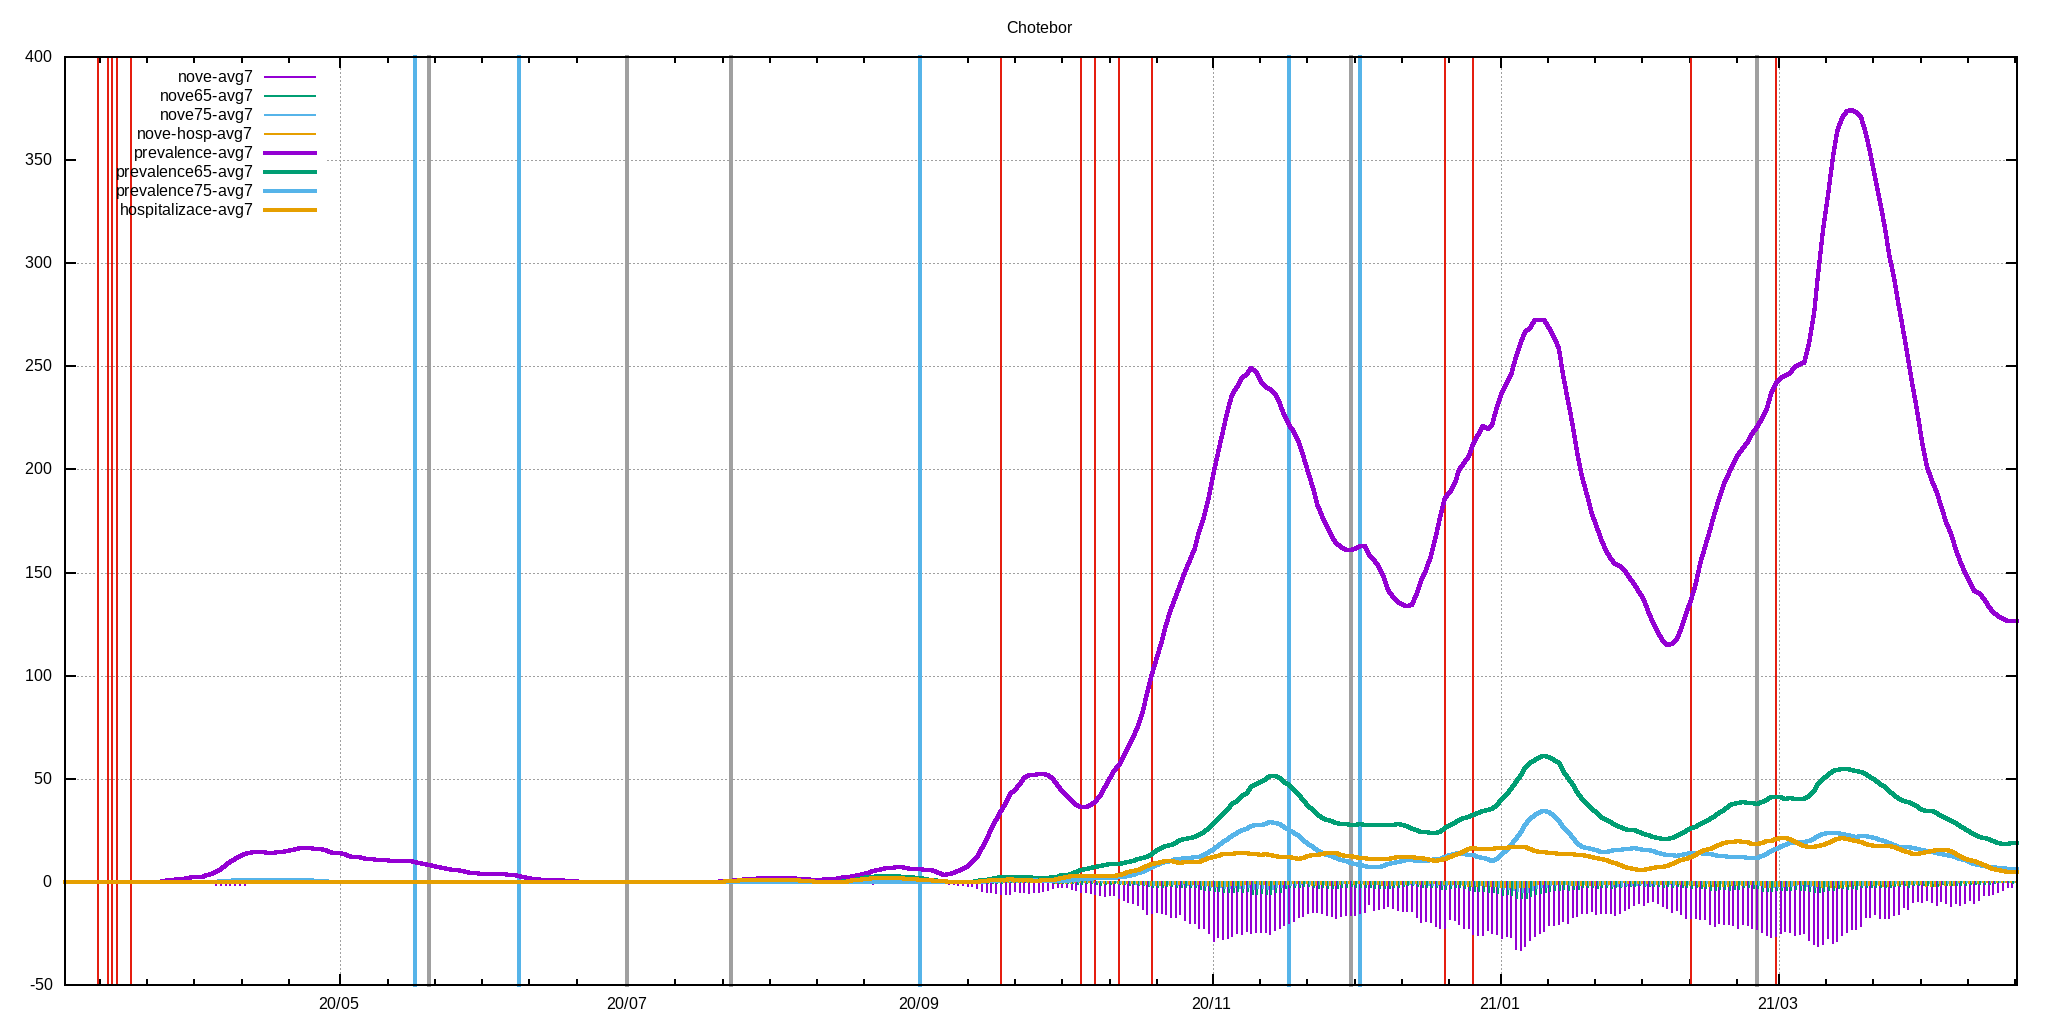 Chotebor
400
350
300
250
200
150
100
50
0
-50
nove-avg7
nove65-avg7
nove75-avg7
nove-hosp-avg7
prevalence-avg7
prevalence65-avg7
prevalence75-avg7
hospitalizace-avg7
20/05 20/07 20/09 20/11 21/01 21/03